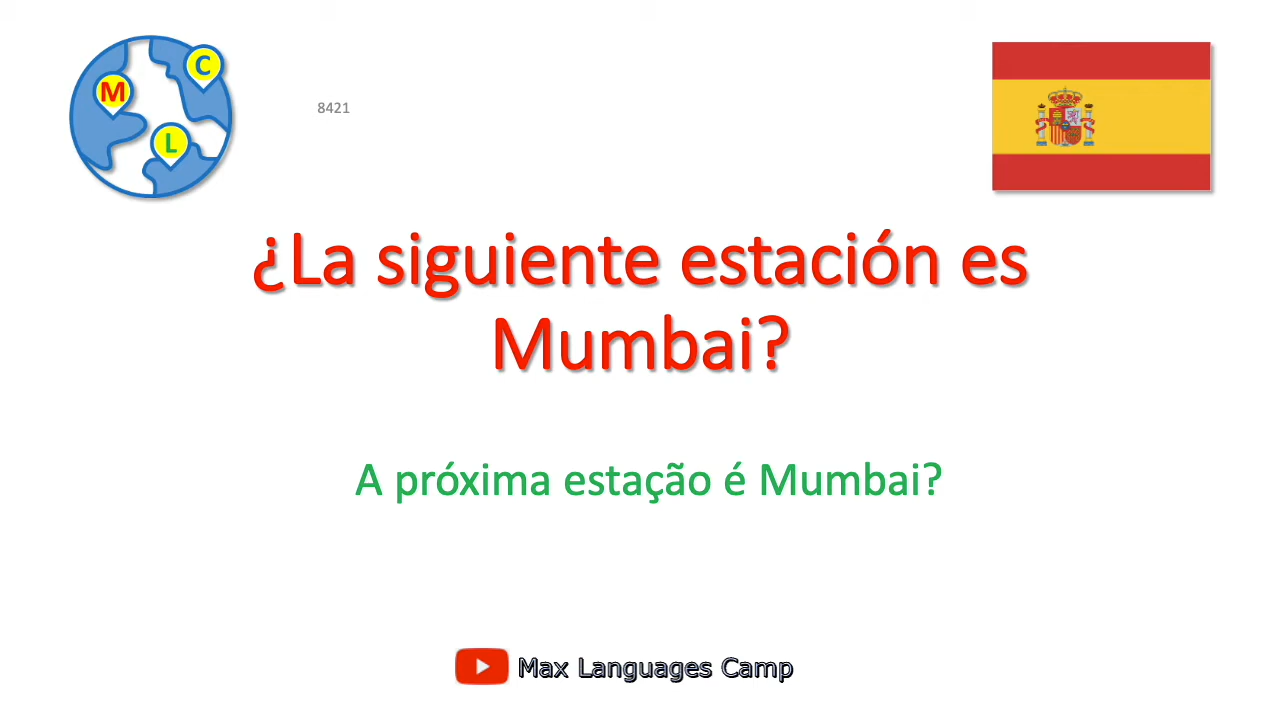 M
C
L
8421
¿La siguiente estación es
Mumbai?
A próxima estação é Mumbai?
Max Languages Camp